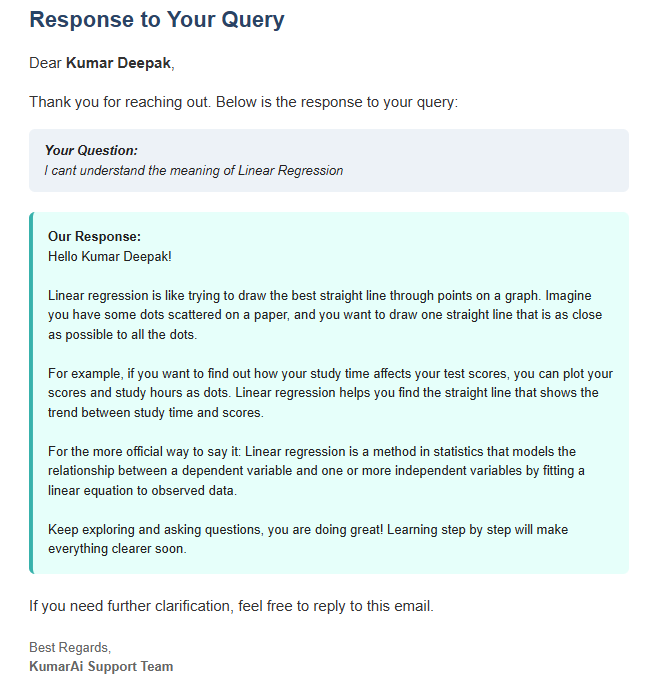 Response to Your Query
Dear Kumar Deepak,
Thank you for reaching out. Below is the response to your query:
Your Question:
I cant understand the meaning of Linear Regression
Our Response:
Hello Kumar Deepak!
Linear regression is like trying to draw the best straight line through points on a graph. Imagine
you have some dots scattered on a paper, and you want to draw one straight line that is as close
as possible to all the dots.
For example, if you want to find out how your study time affects your test scores, you can plot your
scores and study hours as dots. Linear regression helps you find the straight line that shows the
trend between study time and scores.
For the more official way to say it: Linear regression is a method in statistics that models the
relationship between a dependent variable and one or more independent variables by fitting a
linear equation to observed data.
Keep exploring and asking questions, you are doing great! Learning step by step will make
everything clearer soon.
If you need further clarification, feel free to reply to this email.
Best Regards,
KumarAi Support Team